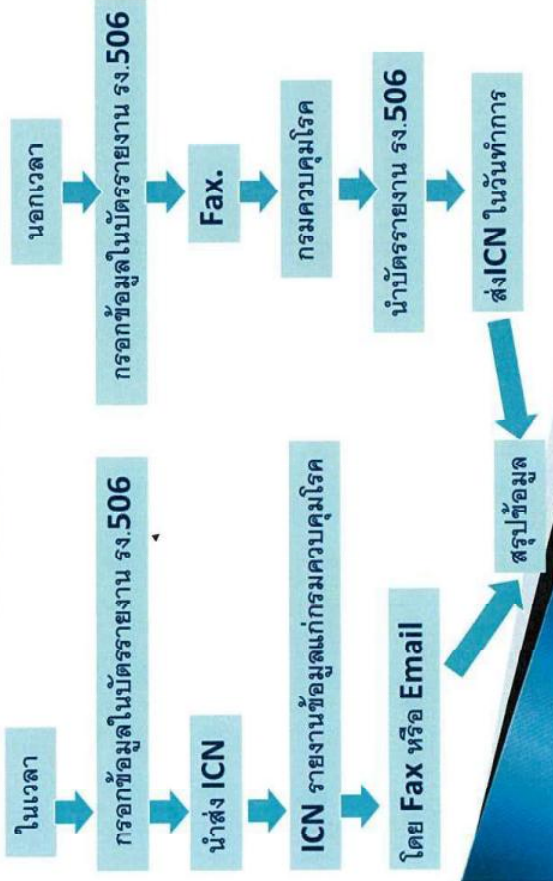 ในเวลา
กรอกข้อมูลในบัตรรายงาน รง.506
นำส่ง ICN
ICN รายงานข้อมูลแก่กรมควบคุมโรค
โดย Fax หรือ Email
นอกเวลา
กรอกข้อมูลในบัตรรายงาน รง.506
Fax.
กรมควบคุมโรค
นำบัตรรายงาน รง.506
ส่งICN ในวันทำการ
สรุปข้อมูล